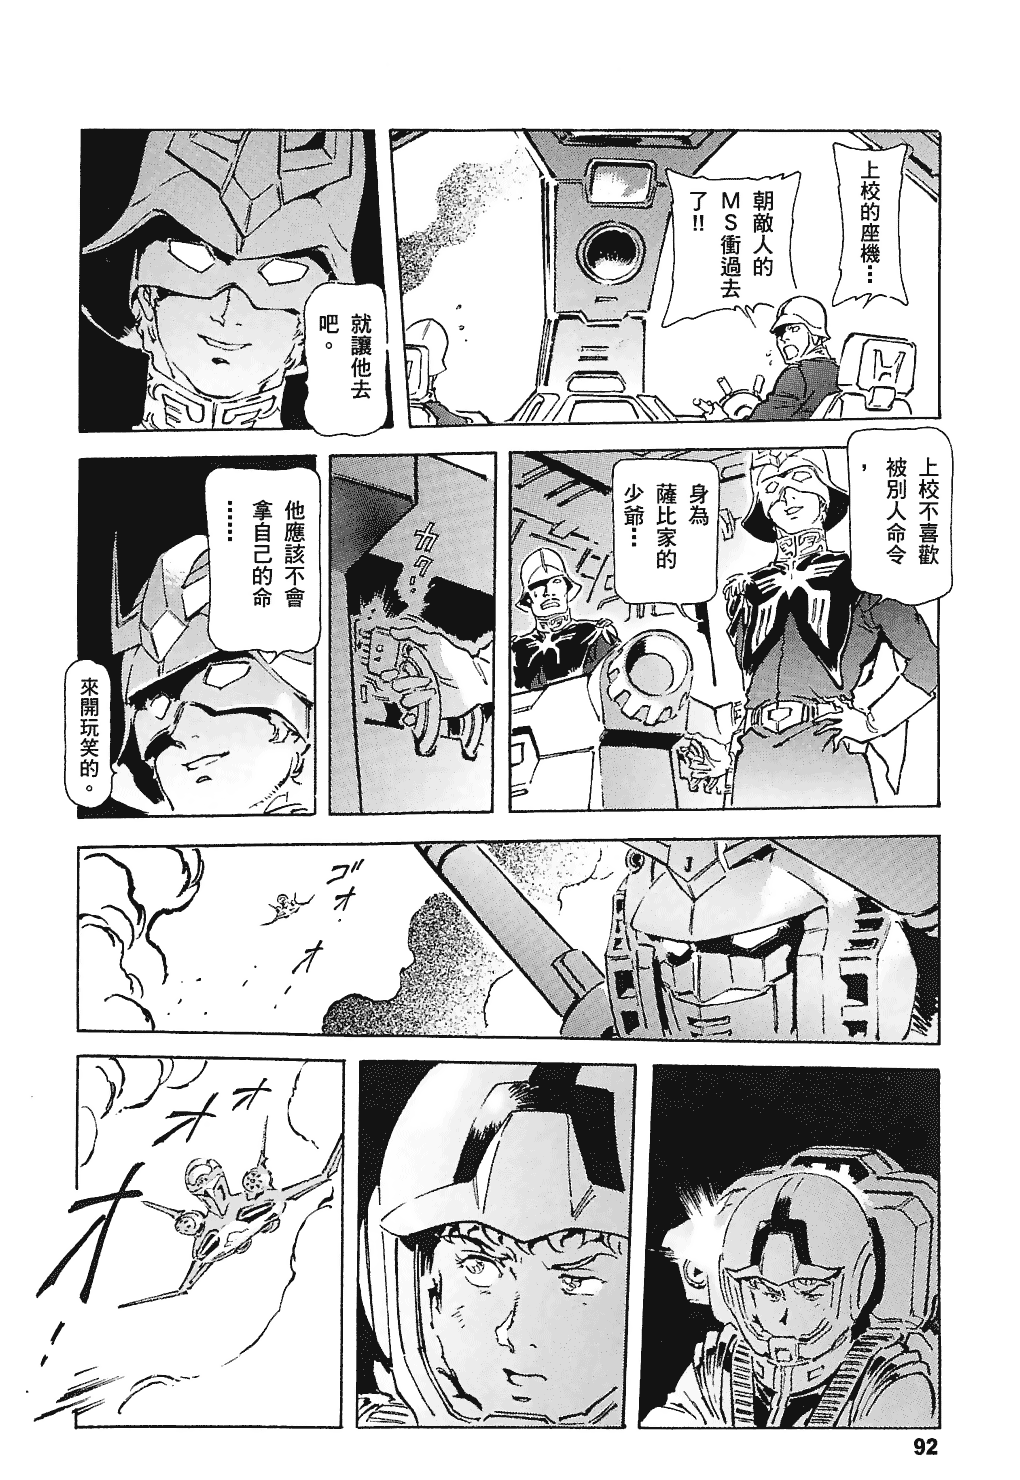 上校的座機…
朝敵人的
MS衝過去
了!!
就讓他去
吧。
上校不喜歡
被別人命令
，
身為
薩比家的
少爺…
カク…
他應該不會
拿自己的命
……
來開玩笑的。
J
ゴオオ
オオ
92